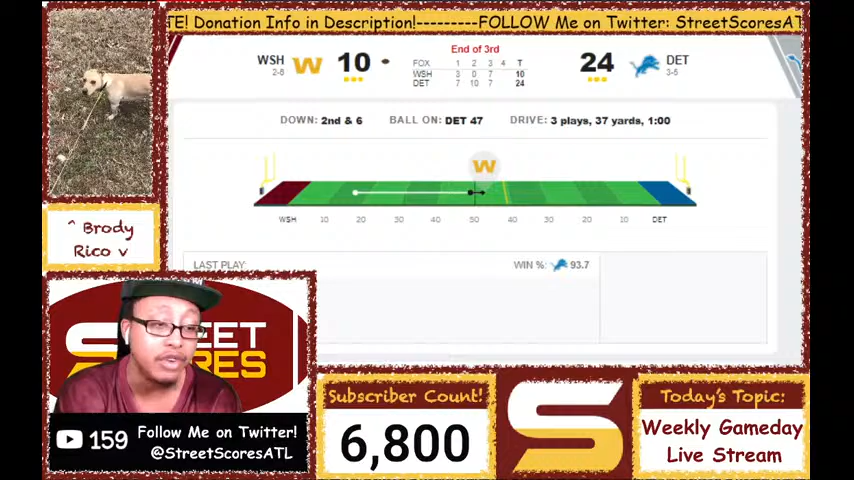 TE! Donation Info in Description!---------FOLLOW Me on Twitter: StreetScoresAT
End of 3rd
WSH
2-8
W
10
FOX 1 2 3 4 T
WSH 3 0 7 10
DET 7 10 7 24
24
DET
3-5
DOWN: 2nd & 6
BALL ON: DET 47
DRIVE: 3 plays, 37 yards, 1:00
W
WSH 10 20 30 40 50 40 30 20 10 DET
LAST PLAY:
WIN %: 93.7
^ Brody
Rico v
S
EET
RES
159
Follow Me on Twitter!
@StreetScoresATL
Subscriber Count!
6,800
S
Today's Topic:
Weekly Gameday
Live Stream